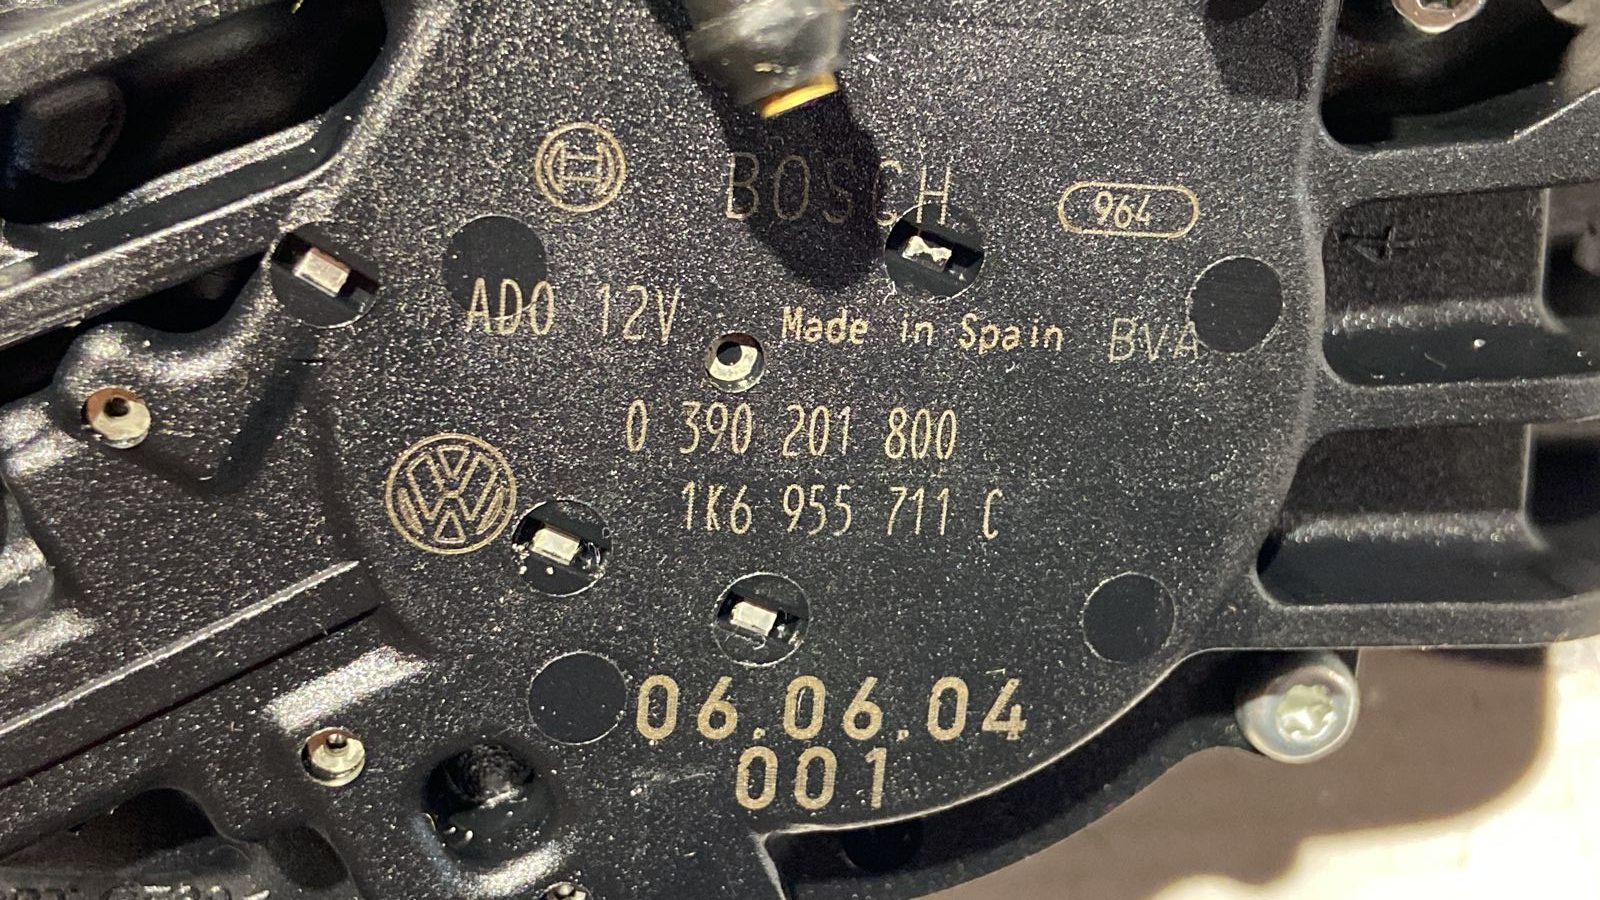 BOSCH
964
4
ADO 12V Made in Spain BVA
0 390 201 800
1K6 955 711 C
06.06.04
001